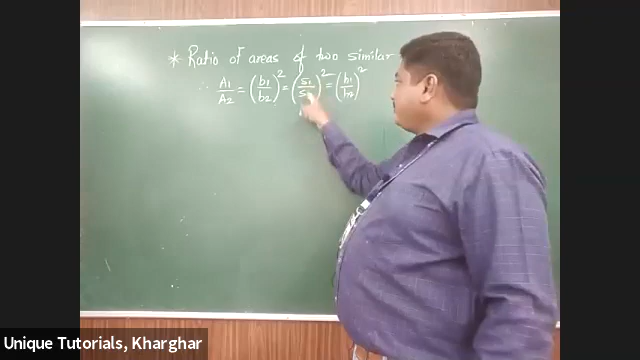 * Ratio of areas of two similar
∴ A1/A2 = (b1/b2)² = (s1/s2)² = (h1/h2)²
Unique Tutorials, Kharghar